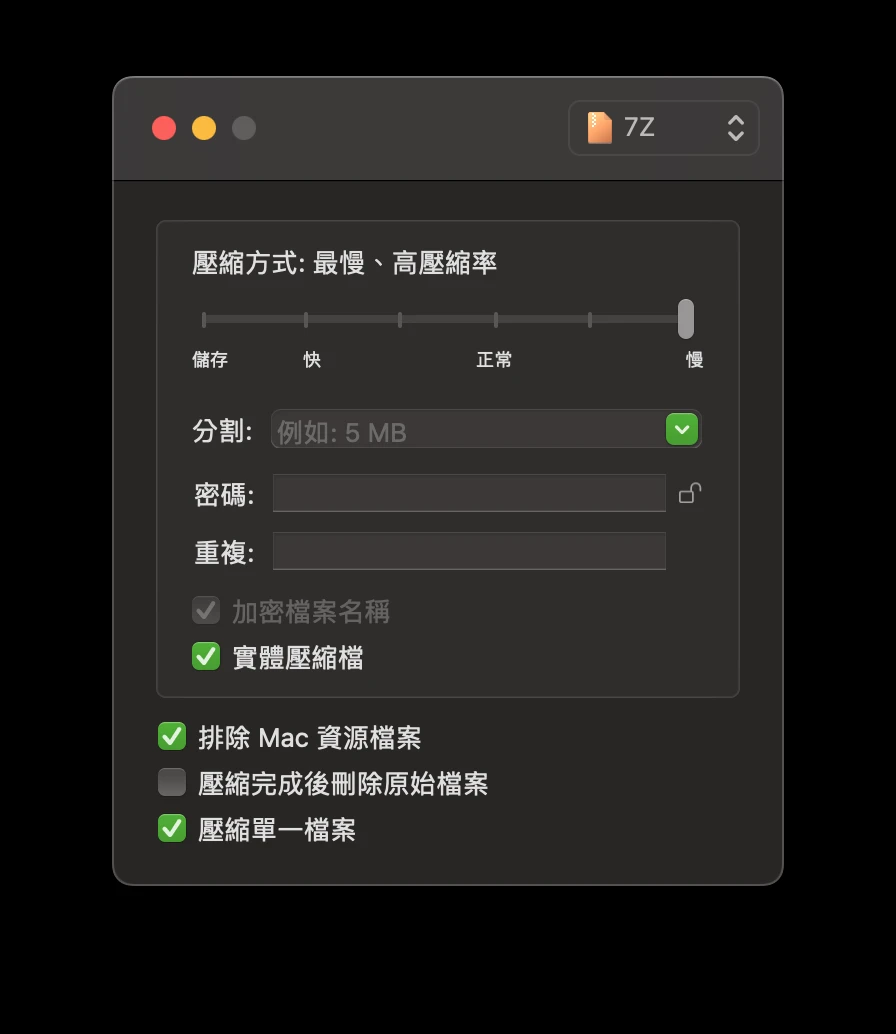 7Z
壓縮方式: 最慢、高壓縮率
儲存 快 正常 慢
分割: 例如: 5 MB
密碼:
重複:
加密檔案名稱
實體壓縮檔
排除 Mac 資源檔案
壓縮完成後刪除原始檔案
壓縮單一檔案